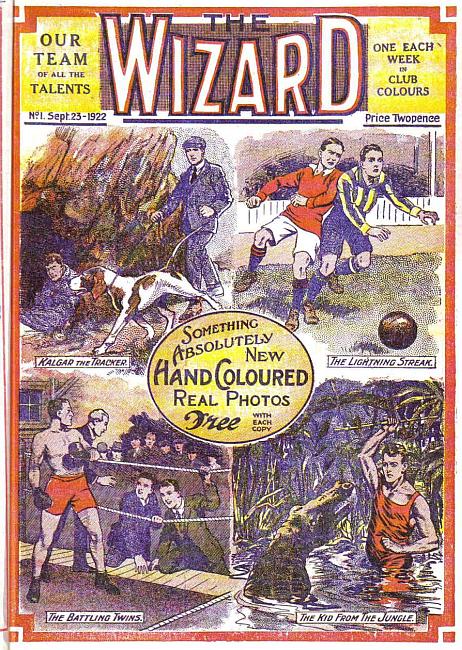 THE
WIZARD
OUR
TEAM
OF ALL THE
TALENTS
ONE EACH
WEEK
IN
CLUB
COLOURS
No1. Sept.23-1922
Price Twopence
KALGAR THE TRACKER.
THE LIGHTNING STREAK.
SOMETHING
ABSOLUTELY
NEW
HAND COLOURED
REAL PHOTOS
Free WITH
EACH
COPY
THE BATTLING TWINS.
THE KID FROM THE JUNGLE.